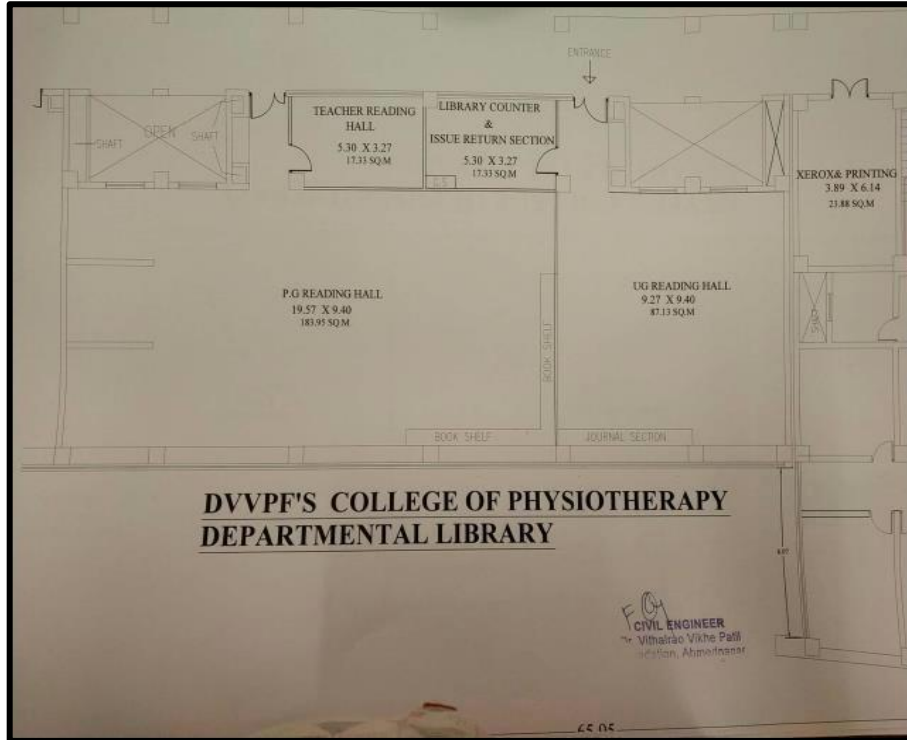 ENTRANCE
TEACHER READING
HALL
5.30 X 3.27
17.33 SQ.M
LIBRARY COUNTER
&
ISSUE RETURN SECTION
5.30 X 3.27
17.33 SQ.M
OPEN
SHAFT
SHAFT
XEROX& PRINTING
3.89 X 6.14
23.88 SQ.M
P.G READING HALL
19.57 X 9.40
183.95 SQ.M
UG READING HALL
9.27 X 9.40
87.13 SQ.M
SHAFT
BOOK SHELF
BOOK SHELF
JOURNAL SECTION
DVVPF'S COLLEGE OF PHYSIOTHERAPY
DEPARTMENTAL LIBRARY
CIVIL ENGINEER
Vithalrao Vikhe Patil
Ahmednagar
65.05